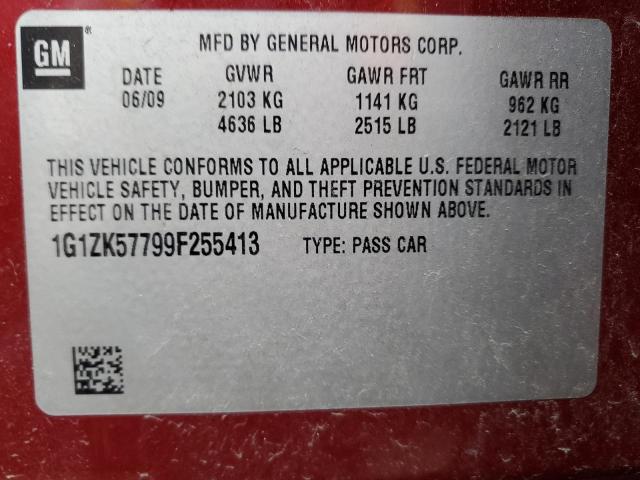 GM®
MFD BY GENERAL MOTORS CORP.
DATE GVWR GAWR FRT GAWR RR
06/09 2103 KG 1141 KG 962 KG
4636 LB 2515 LB 2121 LB
THIS VEHICLE CONFORMS TO ALL APPLICABLE U.S. FEDERAL MOTOR
VEHICLE SAFETY, BUMPER, AND THEFT PREVENTION STANDARDS IN
EFFECT ON THE DATE OF MANUFACTURE SHOWN ABOVE.
1G1ZK57799F255413 TYPE: PASS CAR